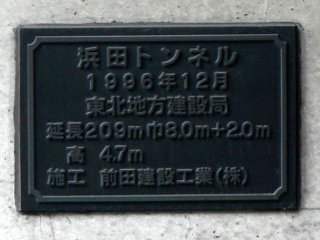 浜田トンネル
1996年12月
東北地方建設局
延長209m巾8.0m+2.0m
高 4.7m
施工 前田建設工業(株)